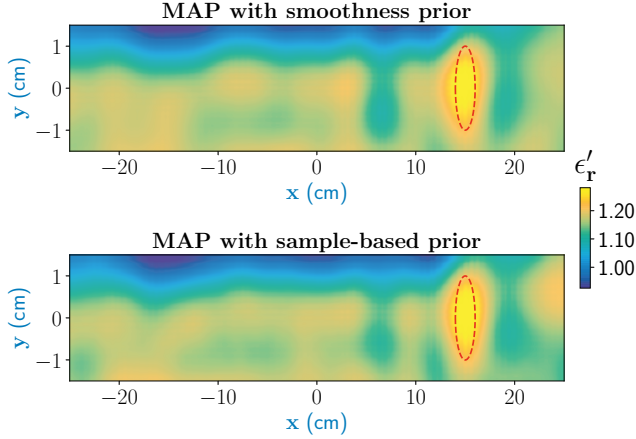 MAP with smoothness prior
1
0
−1
y (cm)
−20 −10 0 10 20
x (cm)
ϵ′r
1.20
1.10
1.00
MAP with sample-based prior
1
0
−1
y (cm)
−20 −10 0 10 20
x (cm)